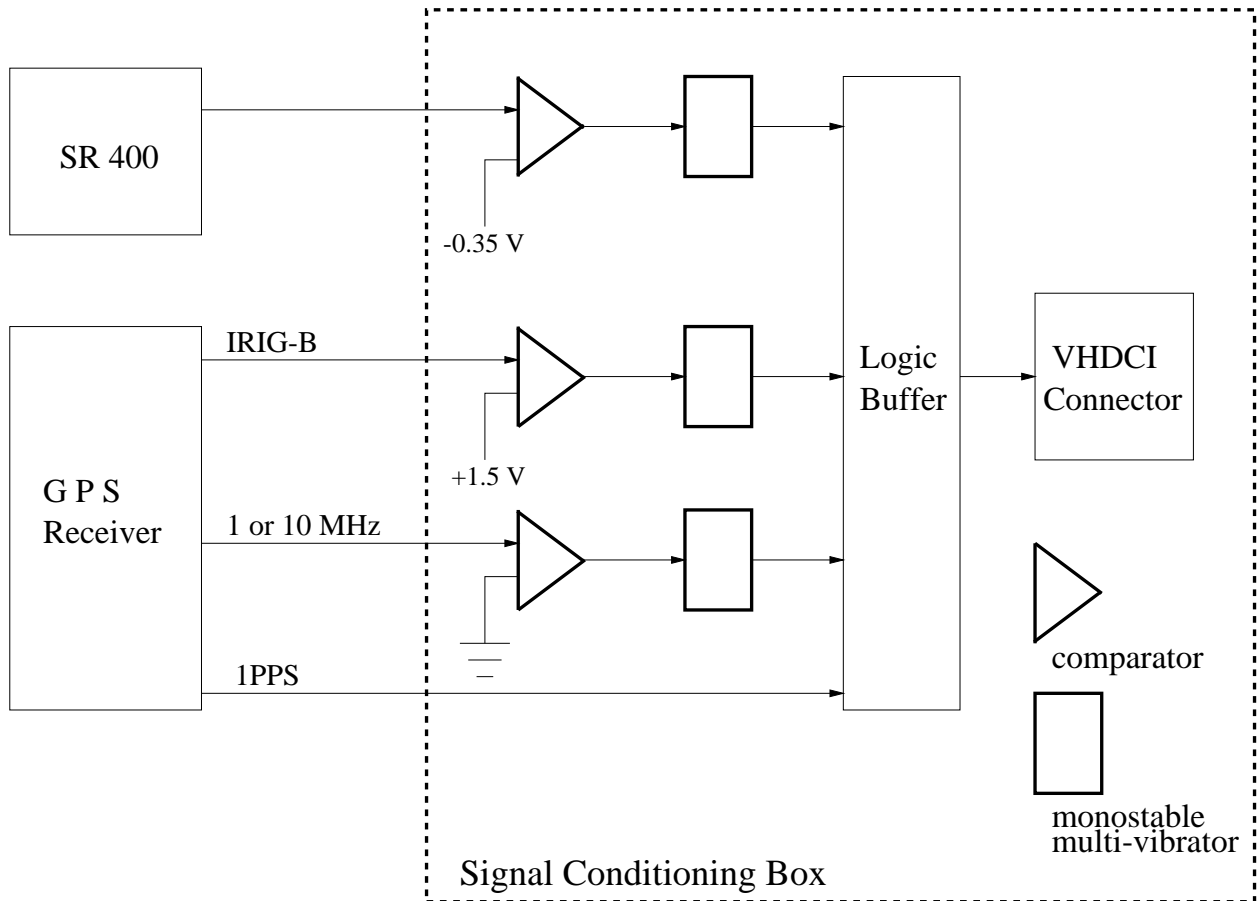 SR 400
-0.35 V
IRIG-B
+1.5 V
G P S
Receiver
1 or 10 MHz
1PPS
Logic
Buffer
VHDCI
Connector
comparator
monostable
multi-vibrator
Signal Conditioning Box